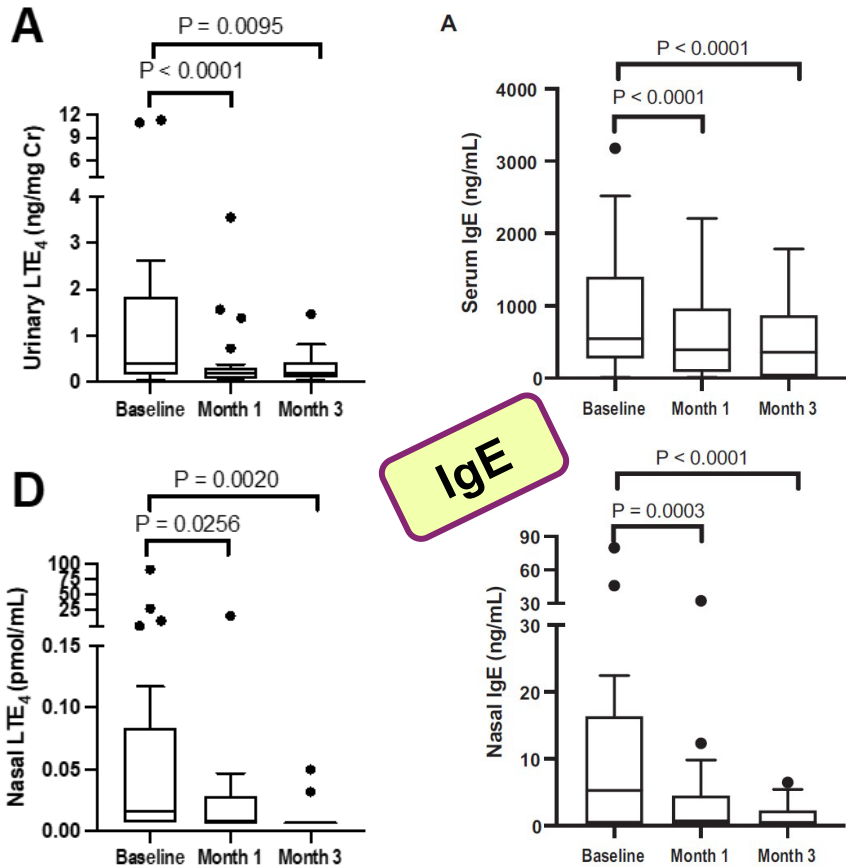 A
P = 0.0095
P < 0.0001
Urinary LTE4 (ng/mg Cr)
12
9
6
4
3
2
1
0
Baseline Month 1 Month 3
A
P < 0.0001
P < 0.0001
Serum IgE (ng/mL)
4000
3000
2000
1000
0
Baseline Month 1 Month 3
IgE
D
P = 0.0020
P = 0.0256
Nasal LTE4 (pmol/mL)
100
75
50
25
0.15
0.10
0.05
0.00
Baseline Month 1 Month 3
P < 0.0001
P = 0.0003
Nasal IgE (ng/mL)
90
60
30
30
20
10
0
Baseline Month 1 Month 3